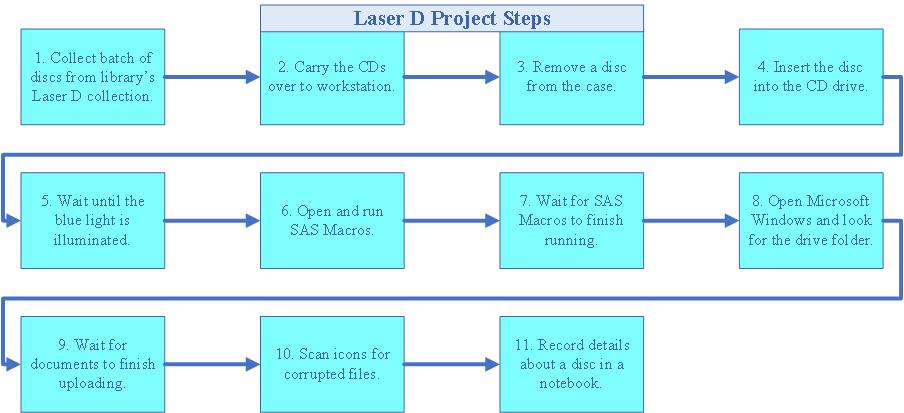 Laser D Project Steps
1. Collect batch of
discs from library's
Laser D collection.
2. Carry the CDs
over to workstation.
3. Remove a disc
from the case.
4. Insert the disc
into the CD drive.
5. Wait until the
blue light is
illuminated.
6. Open and run
SAS Macros.
7. Wait for SAS
Macros to finish
running.
8. Open Microsoft
Windows and look
for the drive folder.
9. Wait for
documents to finish
uploading.
10. Scan icons for
corrupted files.
11. Record details
about a disc in a
notebook.